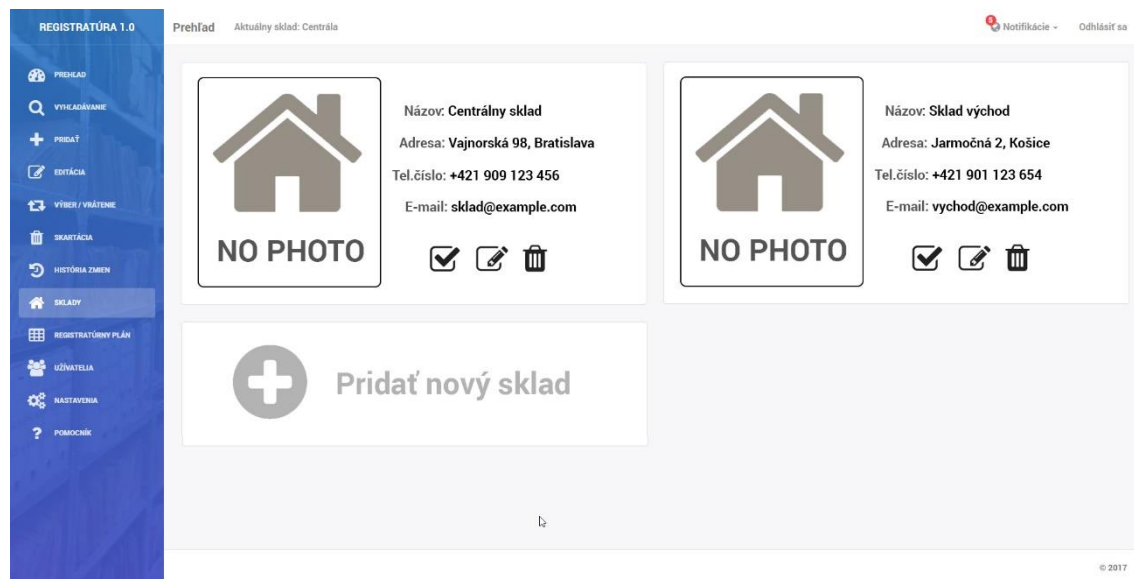 REGISTRATÚRA 1.0
Prehľad
Aktuálny sklad: Centrála
5
Notifikácie
Odhlásiť sa
PREHĽAD
VYHĽADÁVANIE
PRIDAŤ
EDITÁCIA
VÝBER / VRÁTENIE
SKARTÁCIA
HISTÓRIA ZMIEN
SKLADY
REGISTRATÚRNY PLÁN
UŽÍVATELIA
NASTAVENIA
POMOCNÍK
NO PHOTO
Názov: Centrálny sklad
Adresa: Vajnorská 98, Bratislava
Tel.číslo: +421 909 123 456
E-mail: sklad@example.com
NO PHOTO
Názov: Sklad východ
Adresa: Jarmočná 2, Košice
Tel.číslo: +421 901 123 654
E-mail: vychod@example.com
Pridať nový sklad
© 2017